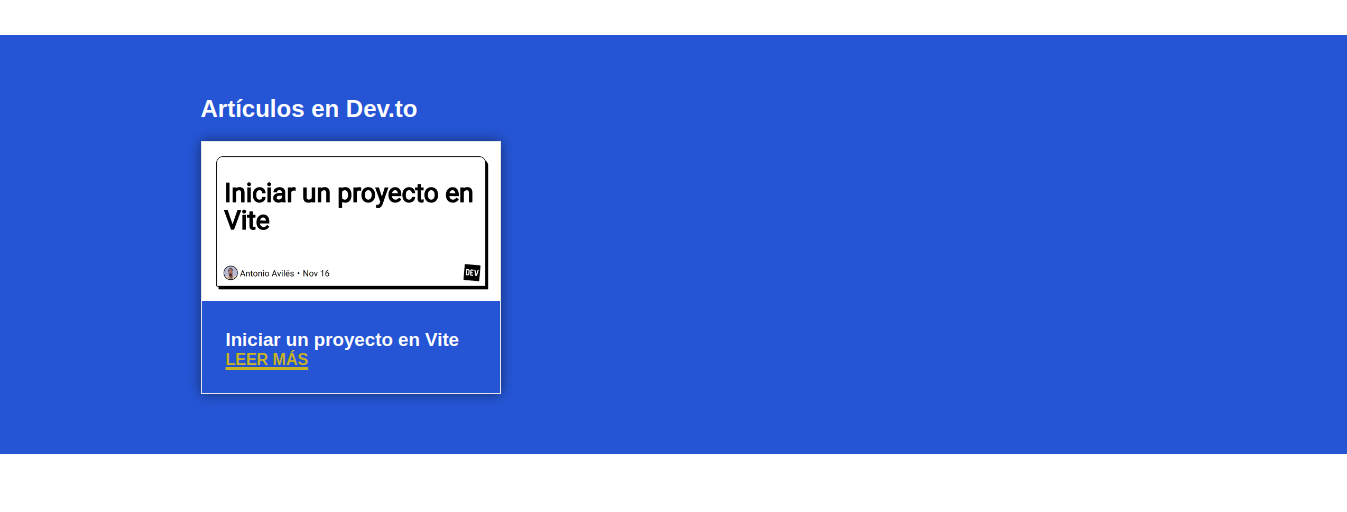 Artículos en Dev.to
Iniciar un proyecto en
Vite
Antonio Avilés • Nov 16
DEV
Iniciar un proyecto en Vite
LEER MÁS